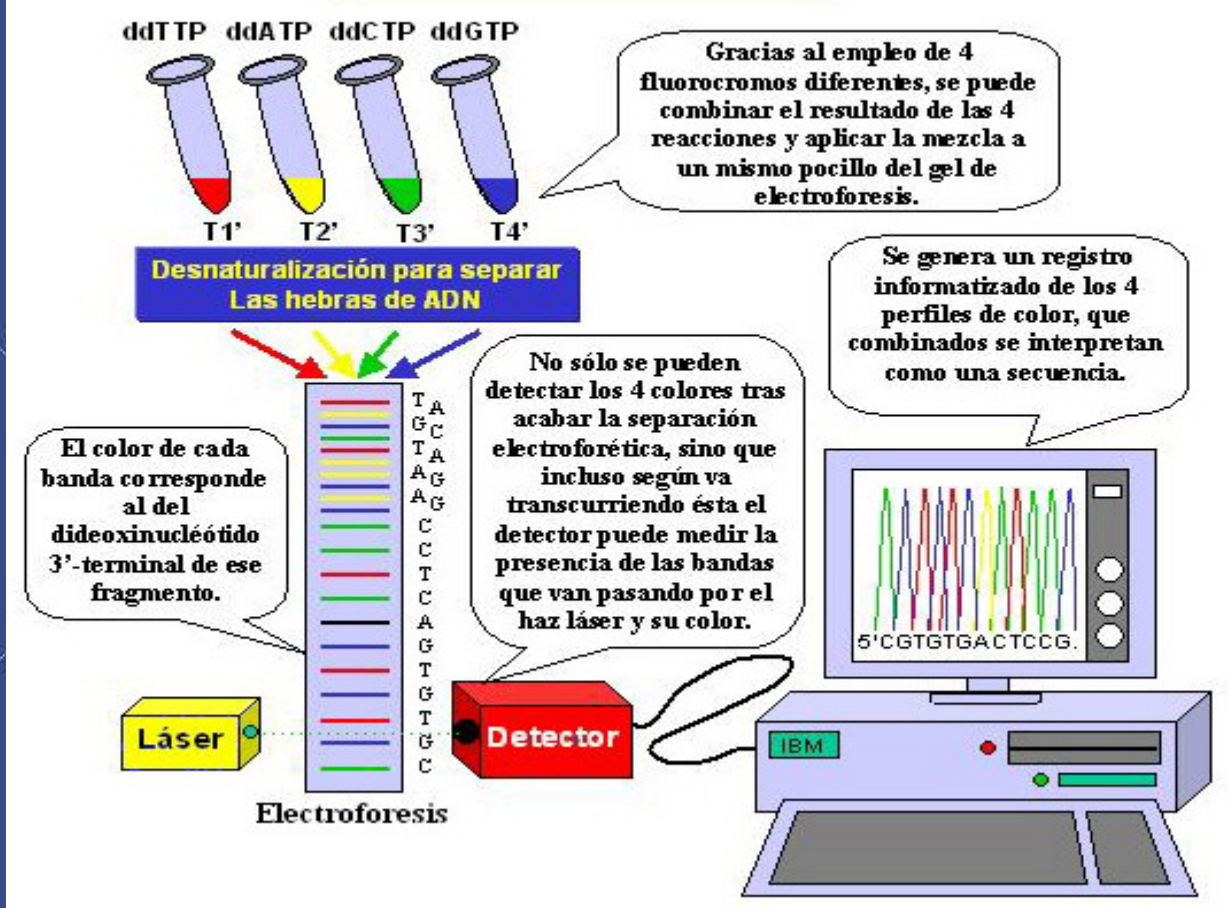 ddTTP ddATP ddCTP ddGTP
T1' T2' T3' T4'
Gracias al empleo de 4
fluorocromos diferentes, se puede
combinar el resultado de las 4
reacciones y aplicar la mezcla a
un mismo pocillo del gel de
electroforesis.
Desnaturalización para separar
Las hebras de ADN
Se genera un registro
informatizado de los 4
perfiles de color, que
combinados se interpretan
como una secuencia.
No sólo se pueden
detectar los 4 colores tras
acabar la separación
electroforética, sino que
incluso según va
transcurriendo ésta el
detector puede medir la
presencia de las bandas
que van pasando por el
haz láser y su color.
El color de cada
banda corresponde
al del
dideoxinucléótido
3'-terminal de ese
fragmento.
T
A
G
C
T
A
A
G
A
G
C
C
T
C
A
G
T
G
T
G
C
5'CGTGTGACTCCG.
Láser
Detector
IBM
Electroforesis